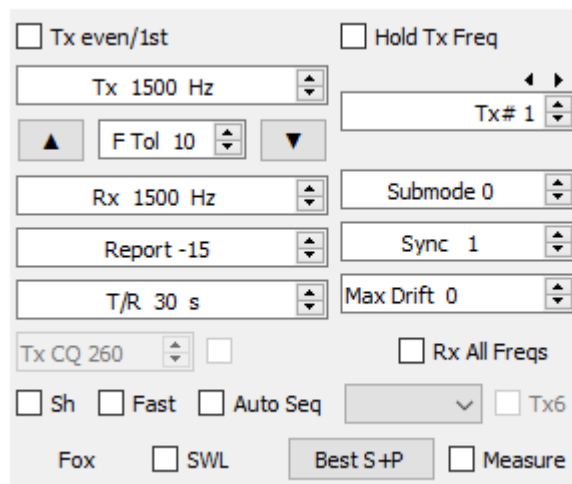 Tx even/1st Hold Tx Freq
Tx 1500 Hz
Tx# 1
F Tol 10
Rx 1500 Hz Submode 0
Report -15 Sync 1
T/R 30 s Max Drift 0
Tx CQ 260 Rx All Freqs
Sh Fast Auto Seq Tx6
Fox SWL Best S+P Measure